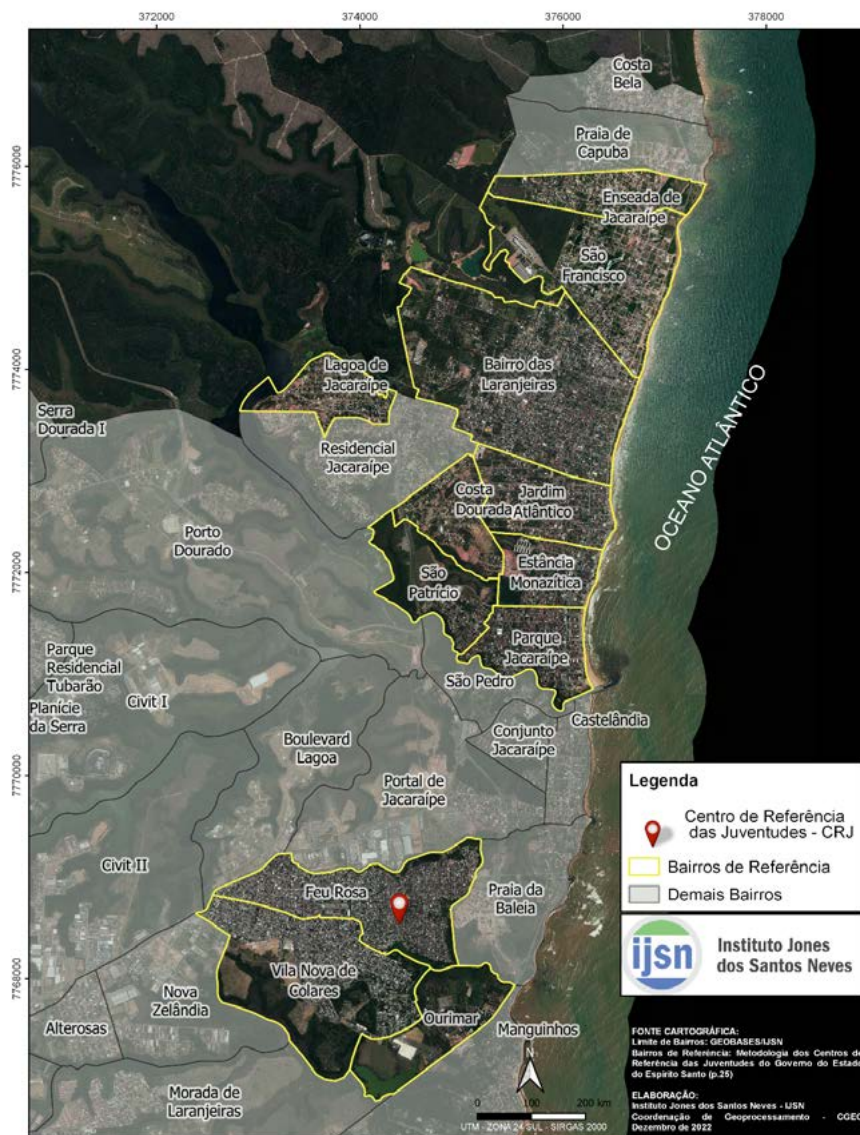 372000
374000
376000
378000
Costa
Bela
Praia de
Capuba
7776000
Enseada de
Jacaraípe
São
Francisco
Bairro das
Laranjeiras
7774000
Lagoa de
Jacaraípe
Serra
Dourada I
Residencial
Jacaraípe
OCEANO ATLÂNTICO
Costa
Dourada
Jardim
Atlântico
Porto
Dourado
7772000
Estância
Monazítica
São
Patrício
Parque
Jacaraípe
Parque
Residencial
Tubarão
São Pedro
Civit I
Planície
da Serra
Castelândia
Boulevard
Lagoa
Conjunto
Jacaraípe
7770000
Portal de
Jacaraípe
Legenda
Centro de Referência
das Juventudes - CRJ
Bairros de Referência
Demais Bairros
Civit II
Feu Rosa
Praia da
Baleia
ijsn
Instituto Jones
dos Santos Neves
7768000
Vila Nova de
Colares
Nova
Zelândia
Ourimar
Alterosas
Manguinhos
Morada de
Laranjeiras
N
0 100 200 km
UTM - ZONA 24 SUL - SIRGAS 2000
FONTE CARTOGRÁFICA:
Limite de Bairros: GEOBASES/IJSN
Bairros de Referência: Metodologia dos Centros de
Referência das Juventudes do Governo do Estado
do Espírito Santo (p.25)
ELABORAÇÃO:
Instituto Jones dos Santos Neves - IJSN
Coordenação de Geoprocessamento - CGEO
Dezembro de 2022